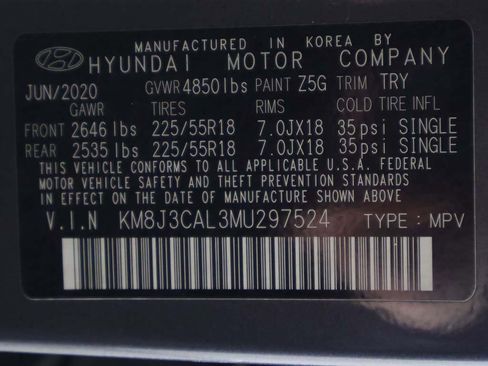 MANUFACTURED IN KOREA BY
HYUNDAI MOTOR COMPANY
JUN/2020 GVWR 4850lbs PAINT Z5G TRIM TRY
GAWR TIRES RIMS COLD TIRE INFL
FRONT 2646lbs 225/55R18 7.0JX18 35psi SINGLE
REAR 2535lbs 225/55R18 7.0JX18 35psi SINGLE
THIS VEHICLE CONFORMS TO ALL APPLICABLE U.S.A. FEDERAL
MOTOR VEHICLE SAFETY AND THEFT PREVENTION STANDARDS
IN EFFECT ON THE DATE OF MANUFACTURE SHOWN ABOVE.
V.I.N KM8J3CAL3MU297524 TYPE : MPV